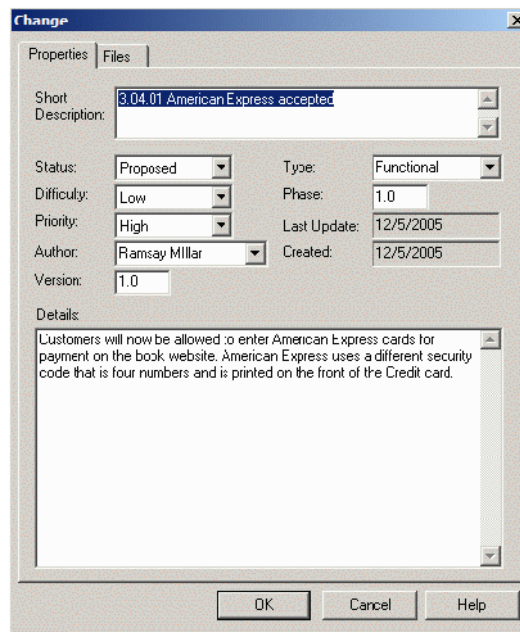 Change
Properties Files
Short Description: 3.04.01 American Express accepted
Status: Proposed Type: Functional
Difficulty: Low Phase: 1.0
Priority: High Last Update: 12/5/2005
Author: Ramsay MIllar Created: 12/5/2005
Version: 1.0
Details:
Customers will now be allowed to enter American Express cards for
payment on the book website. American Express uses a different security
code that is four numbers and is printed on the front of the Credit card.
OK Cancel Help